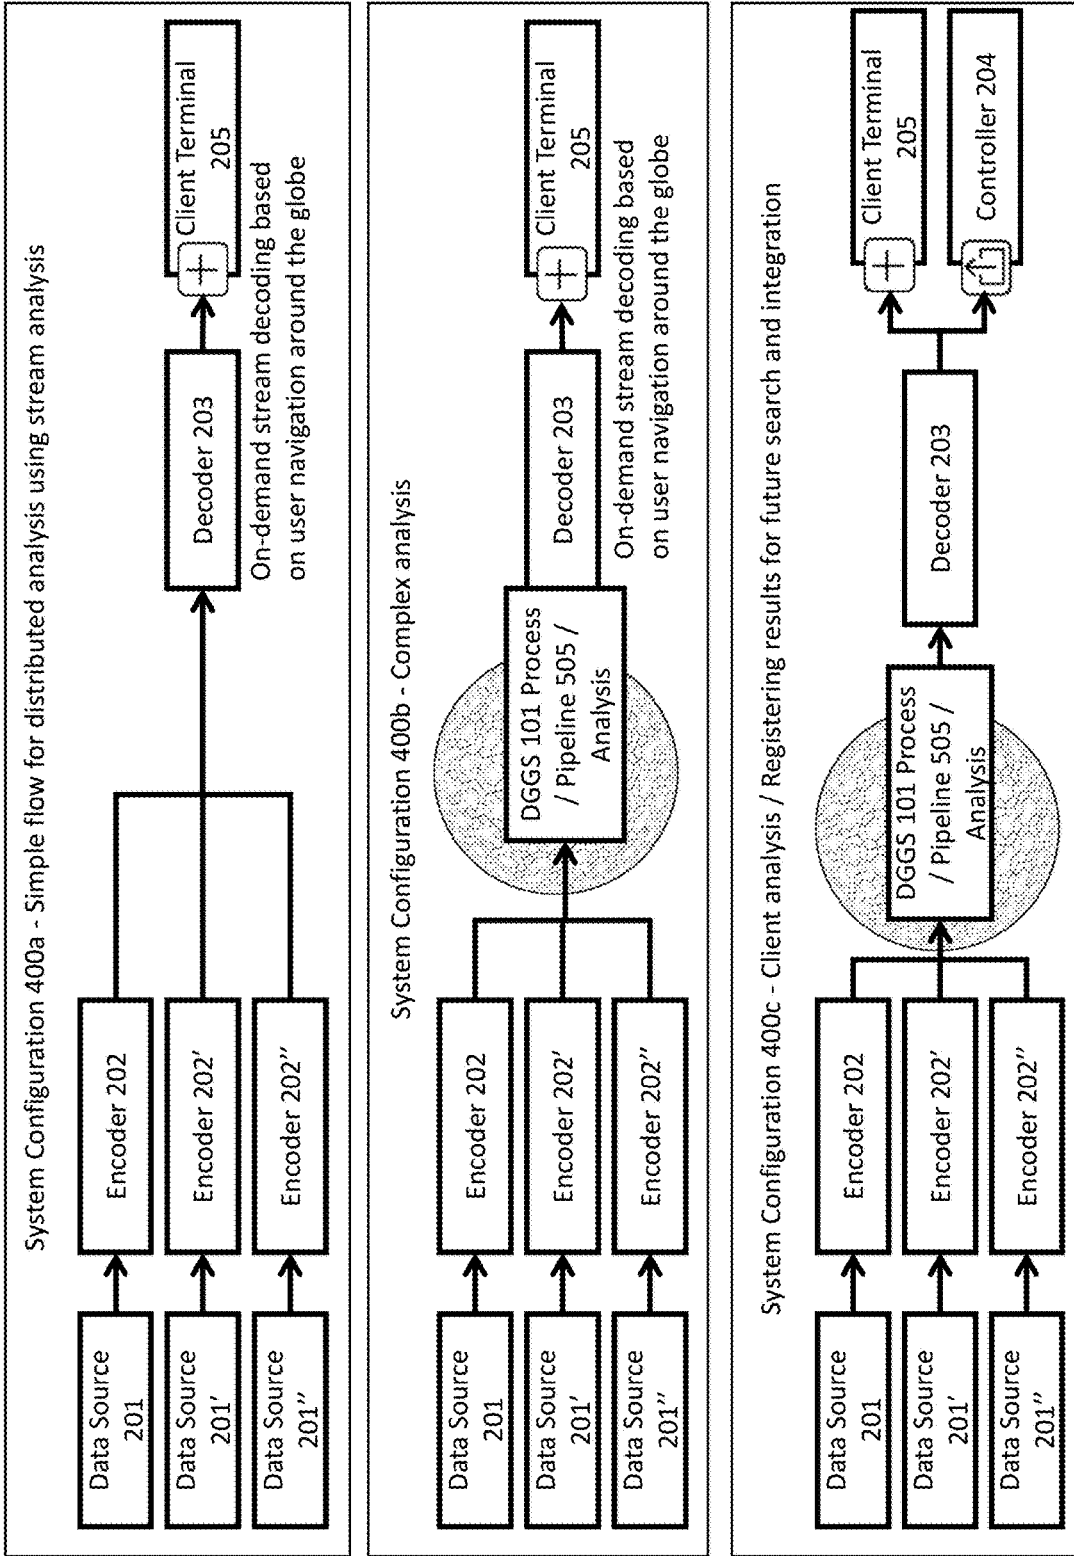 System Configuration 400a - Simple flow for distributed analysis using stream analysis
Data Source
201
Encoder 202
Data Source
201'
Encoder 202'
Data Source
201''
Encoder 202''
Decoder 203
Client Terminal
205
On-demand stream decoding based
on user navigation around the globe
System Configuration 400b - Complex analysis
Data Source
201
Encoder 202
Data Source
201'
Encoder 202'
Data Source
201''
Encoder 202''
DGGS 101 Process
/ Pipeline 505 /
Analysis
Decoder 203
Client Terminal
205
On-demand stream decoding based
on user navigation around the globe
System Configuration 400c - Client analysis / Registering results for future search and integration
Data Source
201
Encoder 202
Data Source
201'
Encoder 202'
Data Source
201''
Encoder 202''
DGGS 101 Process
/ Pipeline 505 /
Analysis
Decoder 203
Client Terminal
205
Controller 204